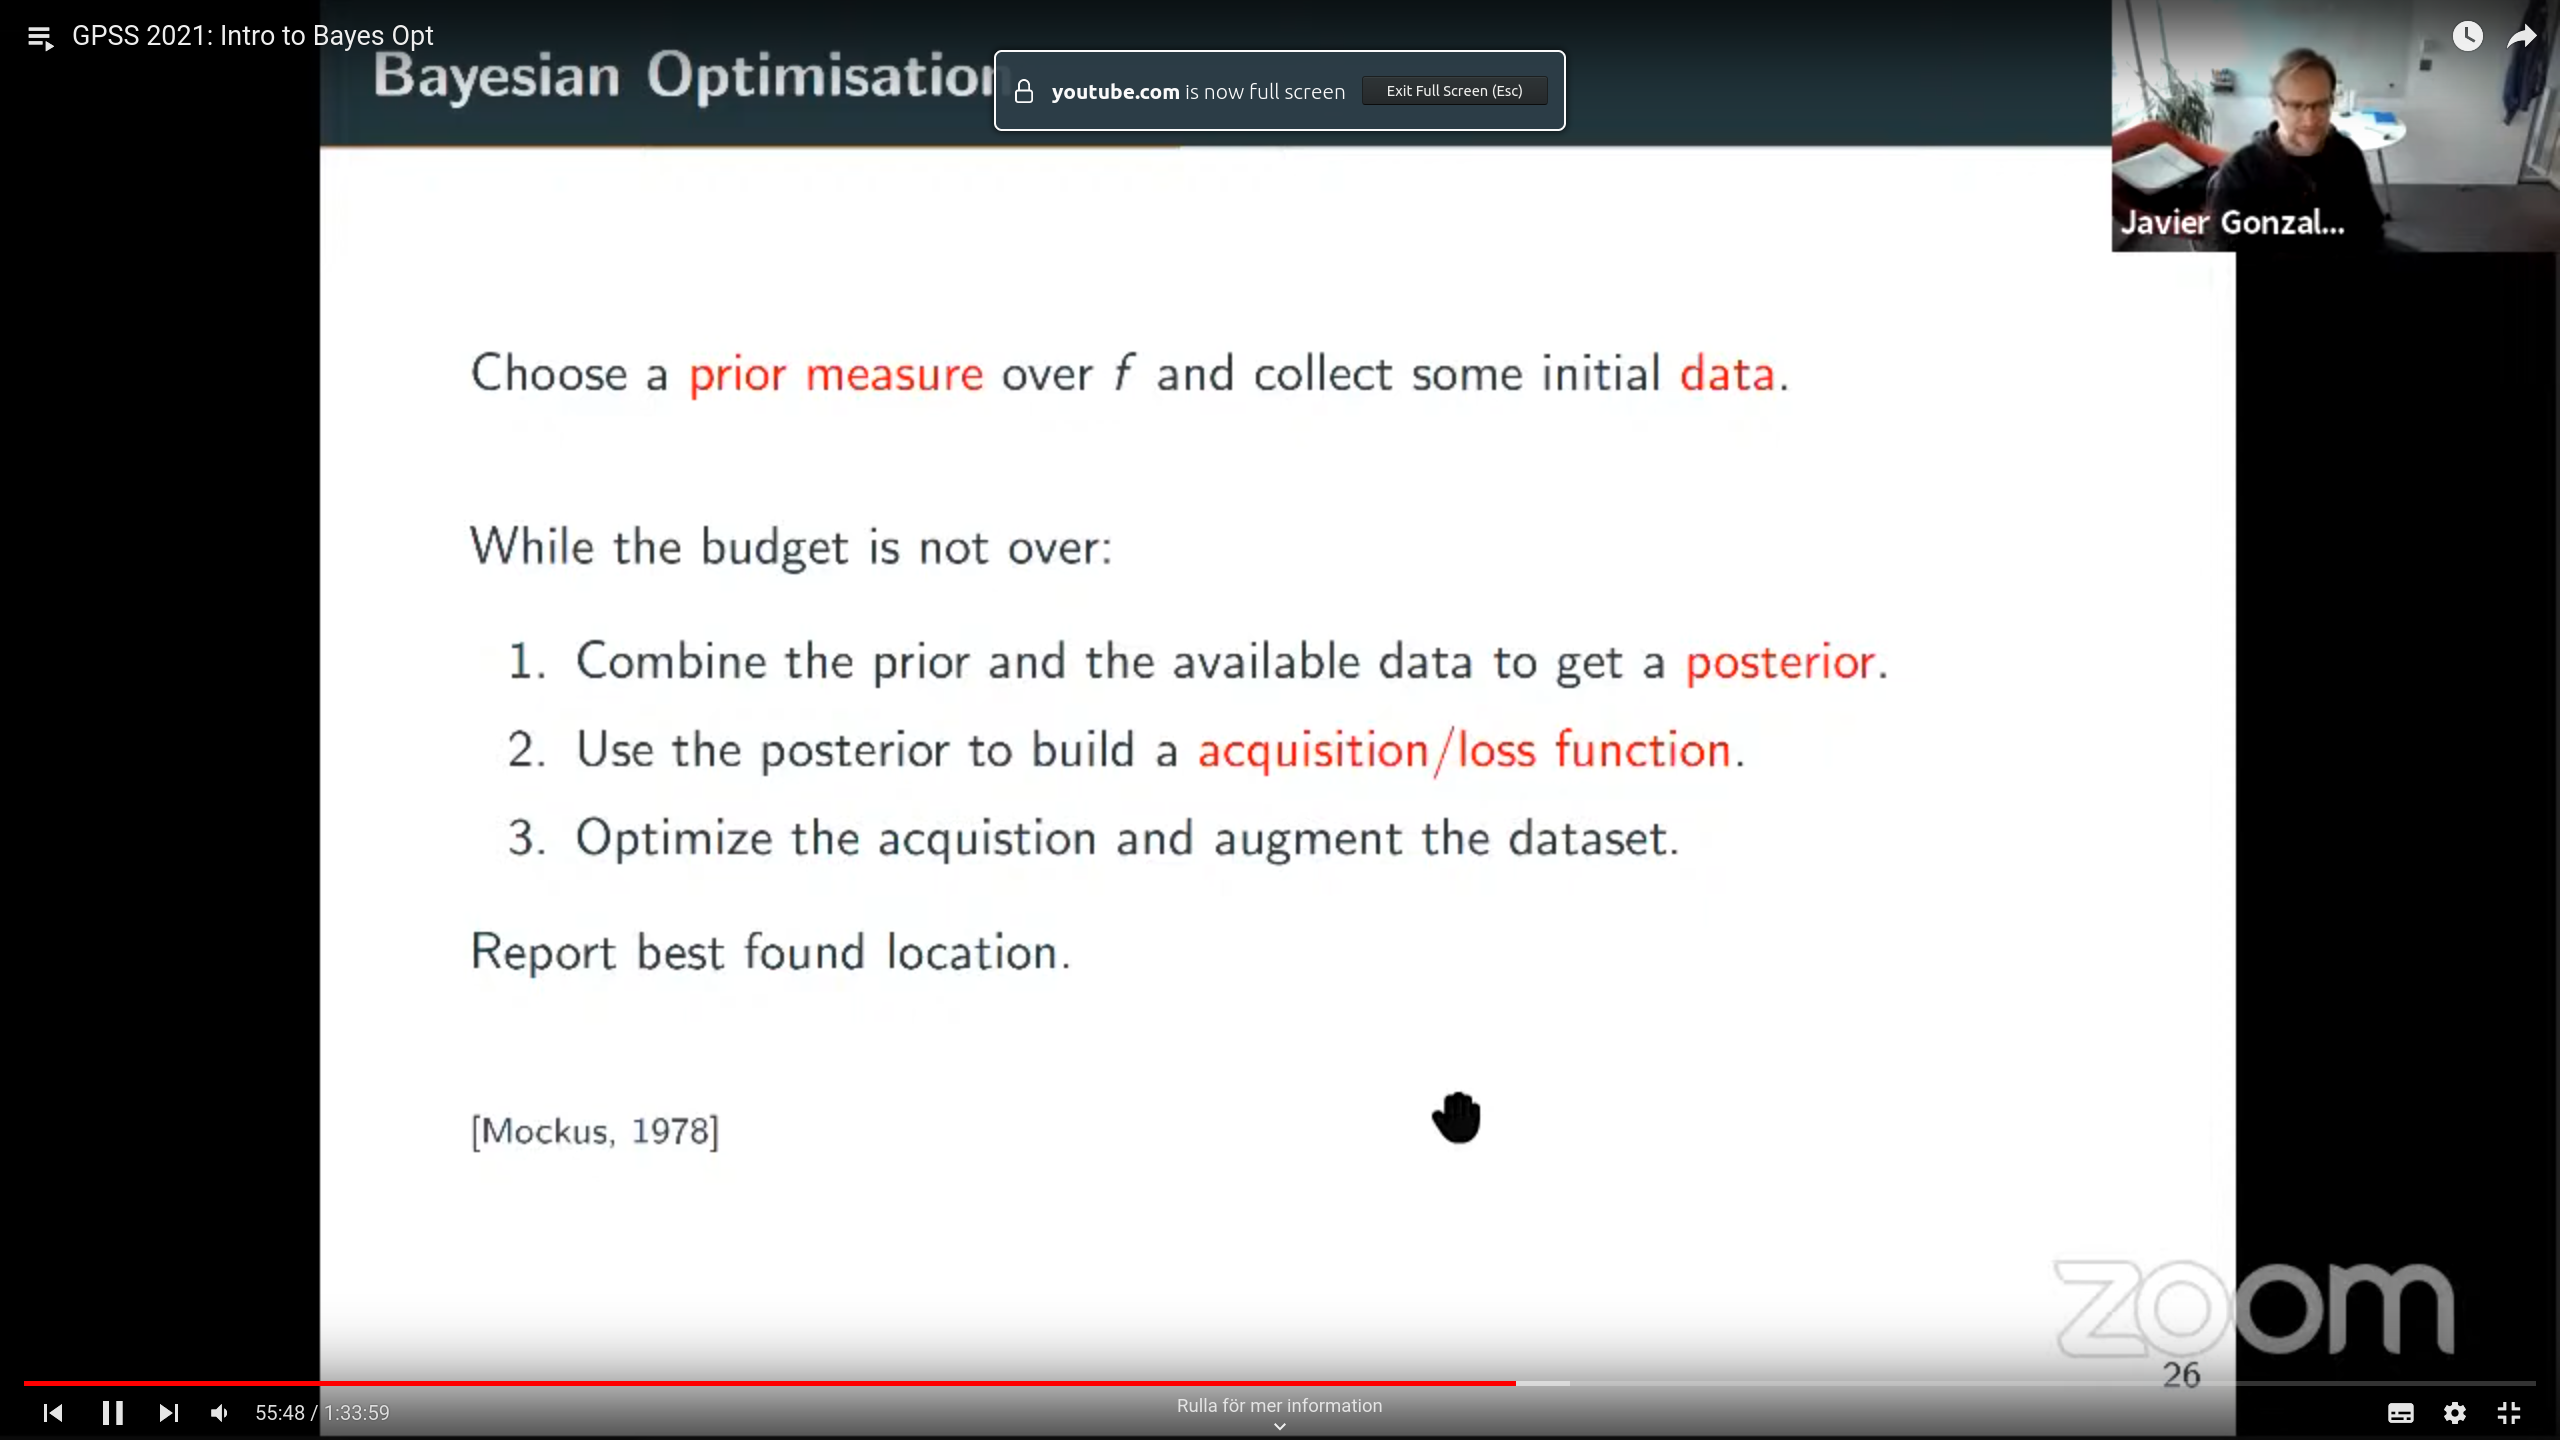 GPSS 2021: Intro to Bayes Opt
Bayesian Optimisation
youtube.com is now full screen
Exit Full Screen (Esc)
Javier Gonzal...
Choose a prior measure over f and collect some initial data.
While the budget is not over:
1. Combine the prior and the available data to get a posterior.
2. Use the posterior to build a acquisition/loss function.
3. Optimize the acquistion and augment the dataset.
Report best found location.
[Mockus, 1978]
zoom
26
55:48 / 1:33:59
Rulla för mer information